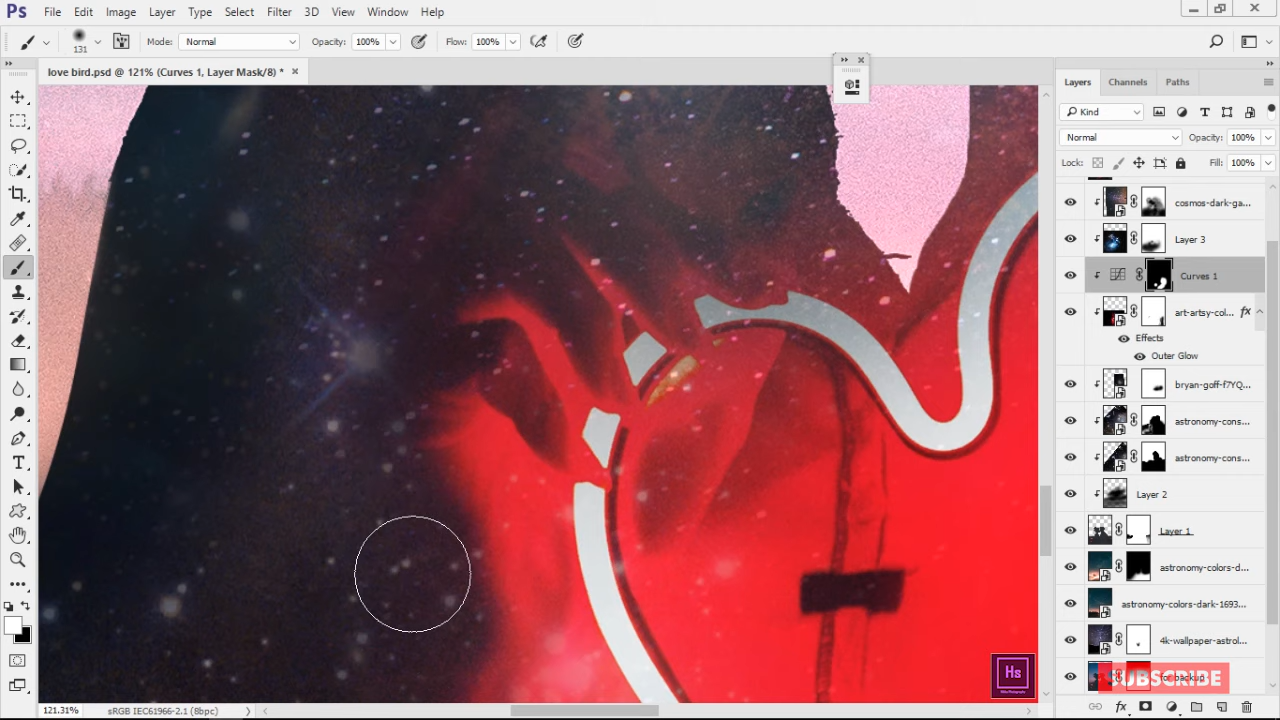 Ps File Edit Image Layer Type Select Filter 3D View Window Help
131 Mode: Normal Opacity: 100% Flow: 100%
love bird.psd @ 121% (Curves 1, Layer Mask/8) *
Layers Channels Paths
Kind
Normal Opacity: 100%
Lock: Fill: 100%
cosmos-dark-ga...
Layer 3
Curves 1
art-artsy-col... fx
Effects
Outer Glow
bryan-goff-f7YQ...
astronomy-cons...
astronomy-cons...
Layer 2
Layer 1
astronomy-colors-d...
astronomy-colors-dark-1693...
4k-wallpaper-astrol...
for backup
SUBSCRIBE
Hs
121.31% sRGB IEC61966-2.1 (8bpc)
fx